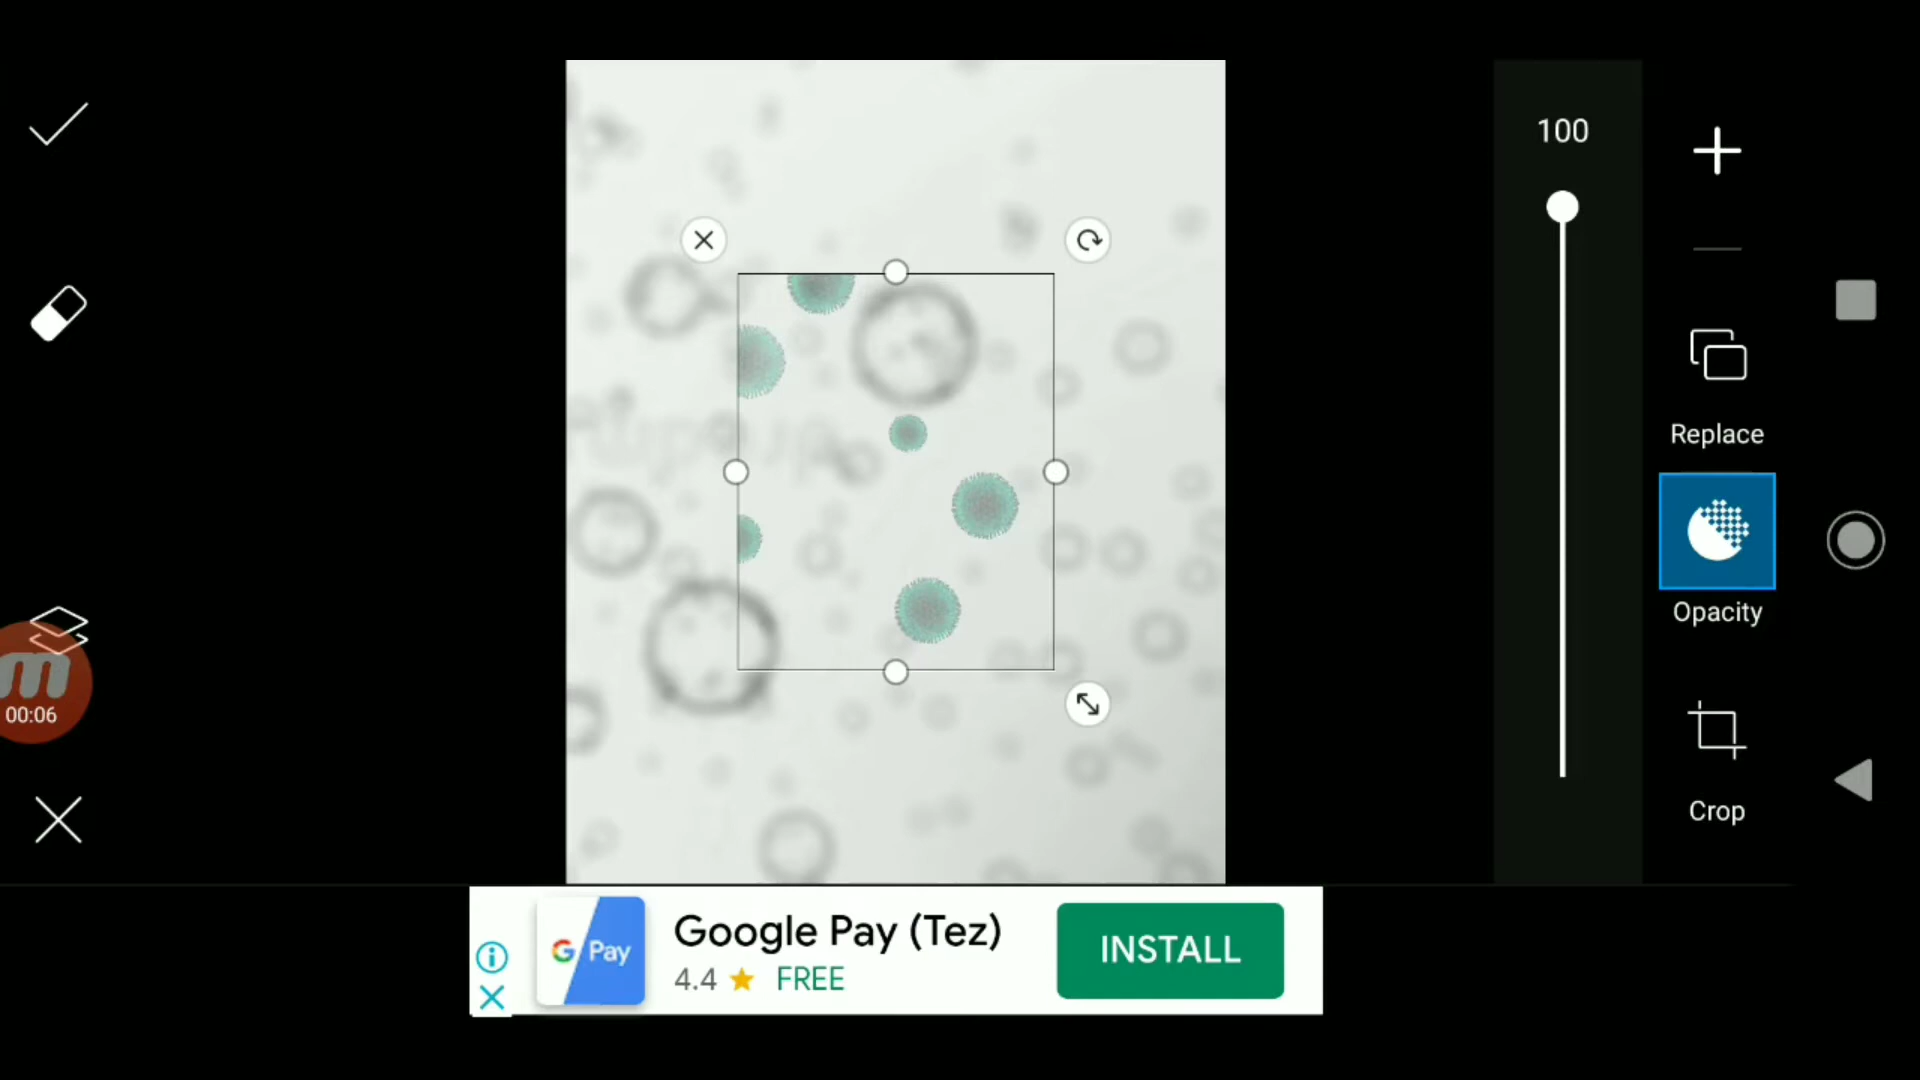 100
Replace
Opacity
Crop
m
00:06
G Pay
Google Pay (Tez)
4.4 ★ FREE
INSTALL